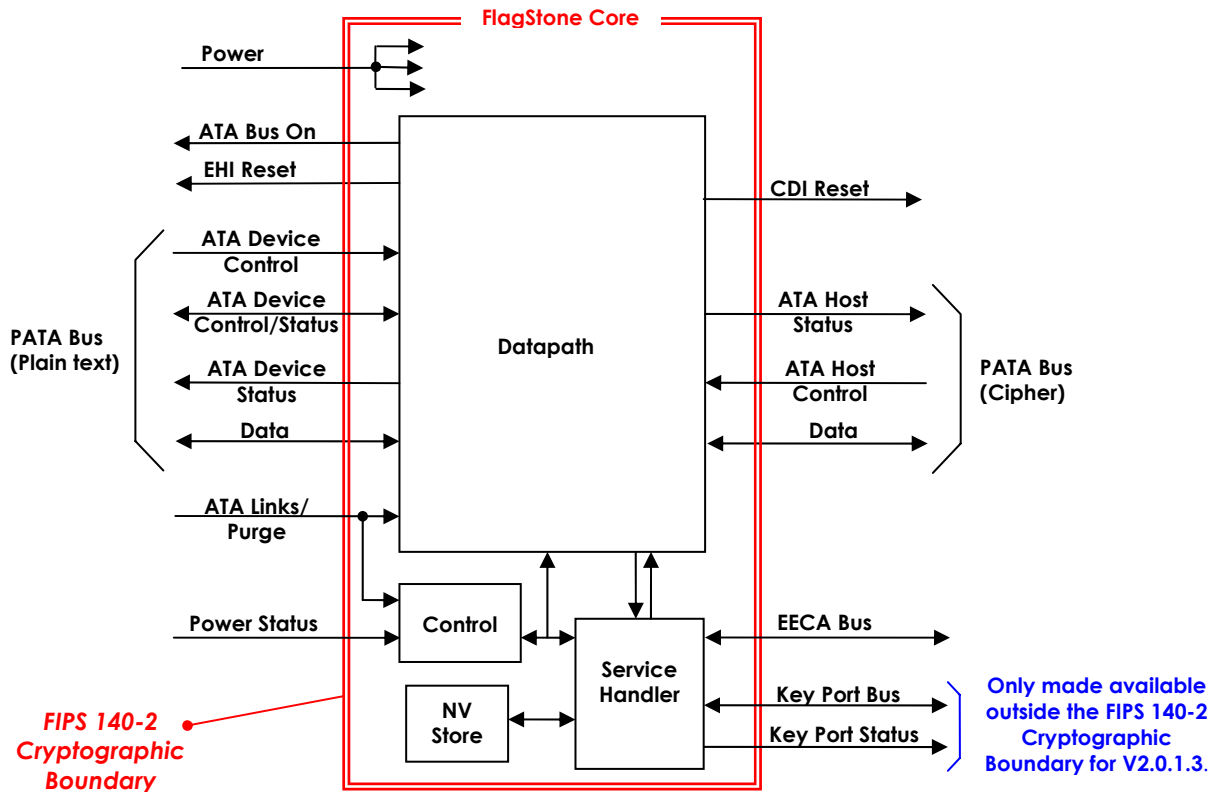 FlagStone Core
Power
ATA Bus On
EHI Reset
CDI Reset
ATA Device
Control
ATA Device
Control/Status
ATA Host
Status
PATA Bus
(Plain text)
Datapath
ATA Device
Status
ATA Host
Control
PATA Bus
(Cipher)
Data
Data
ATA Links/
Purge
Power Status
Control
EECA Bus
Service
Handler
NV
Store
Key Port Bus
Key Port Status
Only made available
outside the FIPS 140-2
Cryptographic
Boundary for V2.0.1.3.
FIPS 140-2
Cryptographic
Boundary